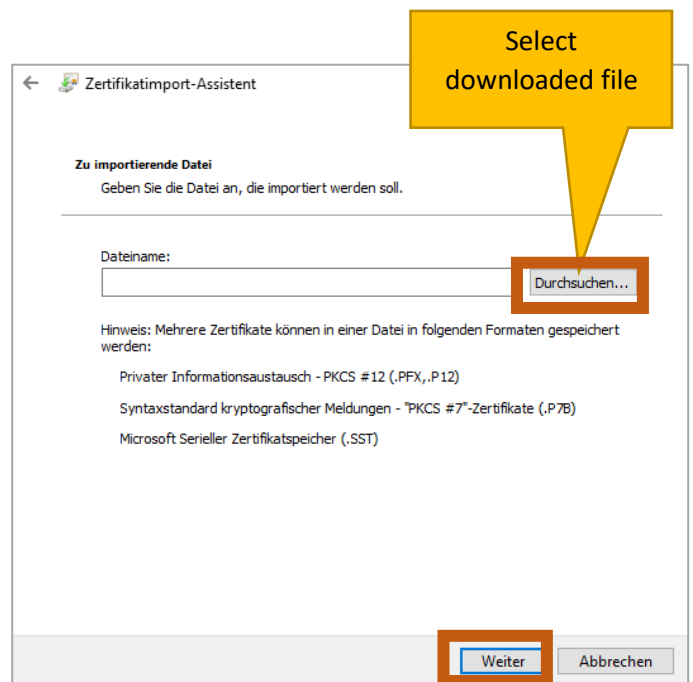 Select
downloaded file
Zertifikatimport-Assistent
Zu importierende Datei
Geben Sie die Datei an, die importiert werden soll.
Dateiname:
Durchsuchen...
Hinweis: Mehrere Zertifikate können in einer Datei in folgenden Formaten gespeichert
werden:
Privater Informationsaustausch - PKCS #12 (.PFX,.P12)
Syntaxstandard kryptografischer Meldungen - "PKCS #7"-Zertifikate (.P7B)
Microsoft Serieller Zertifikatspeicher (.SST)
Weiter
Abbrechen